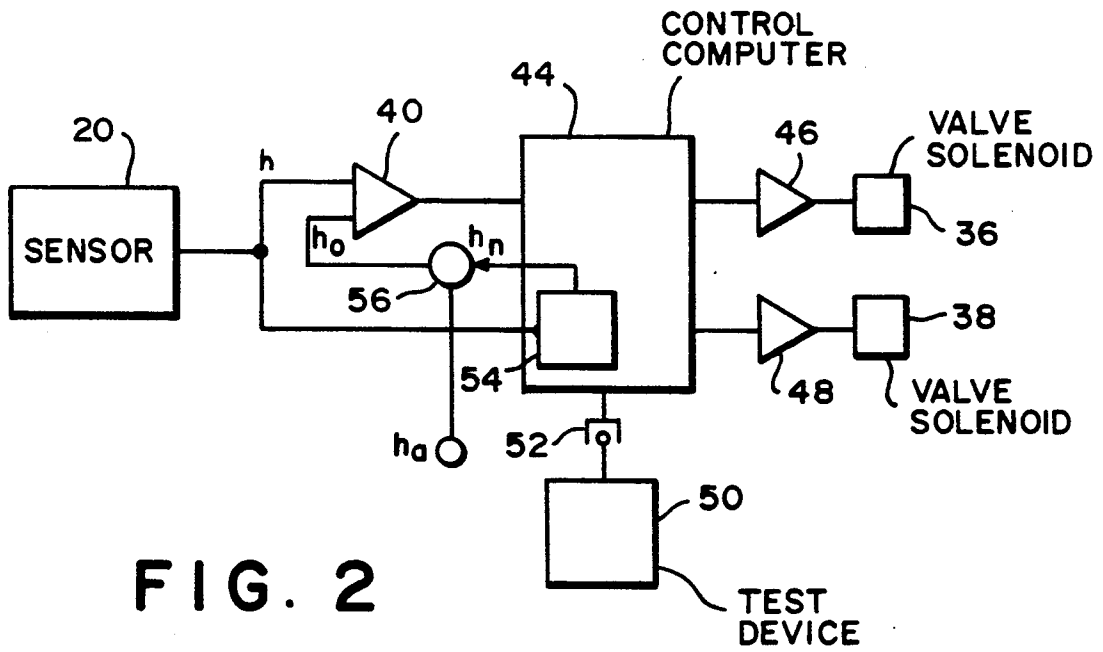 CONTROL
COMPUTER
44
20
40
h
46
VALVE
SOLENOID
SENSOR
36
ho
hn
56
38
54
48
VALVE
SOLENOID
ha
52
50
FIG. 2
TEST
DEVICE